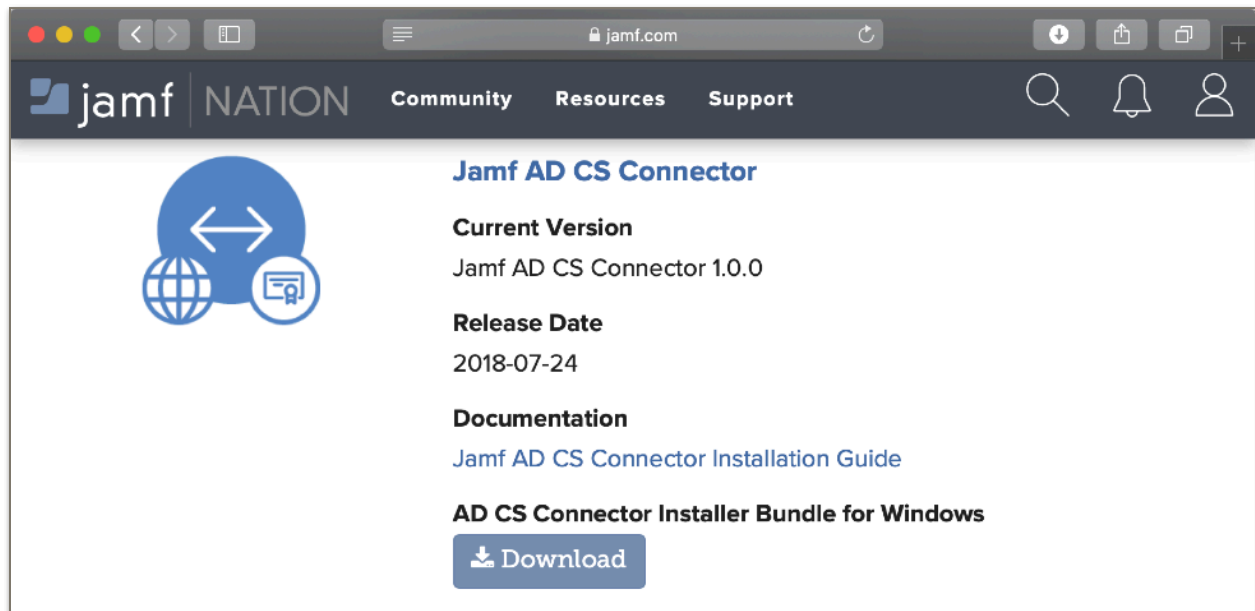 jamf.com
jamf NATION Community Resources Support
Jamf AD CS Connector
Current Version
Jamf AD CS Connector 1.0.0
Release Date
2018-07-24
Documentation
Jamf AD CS Connector Installation Guide
AD CS Connector Installer Bundle for Windows
Download